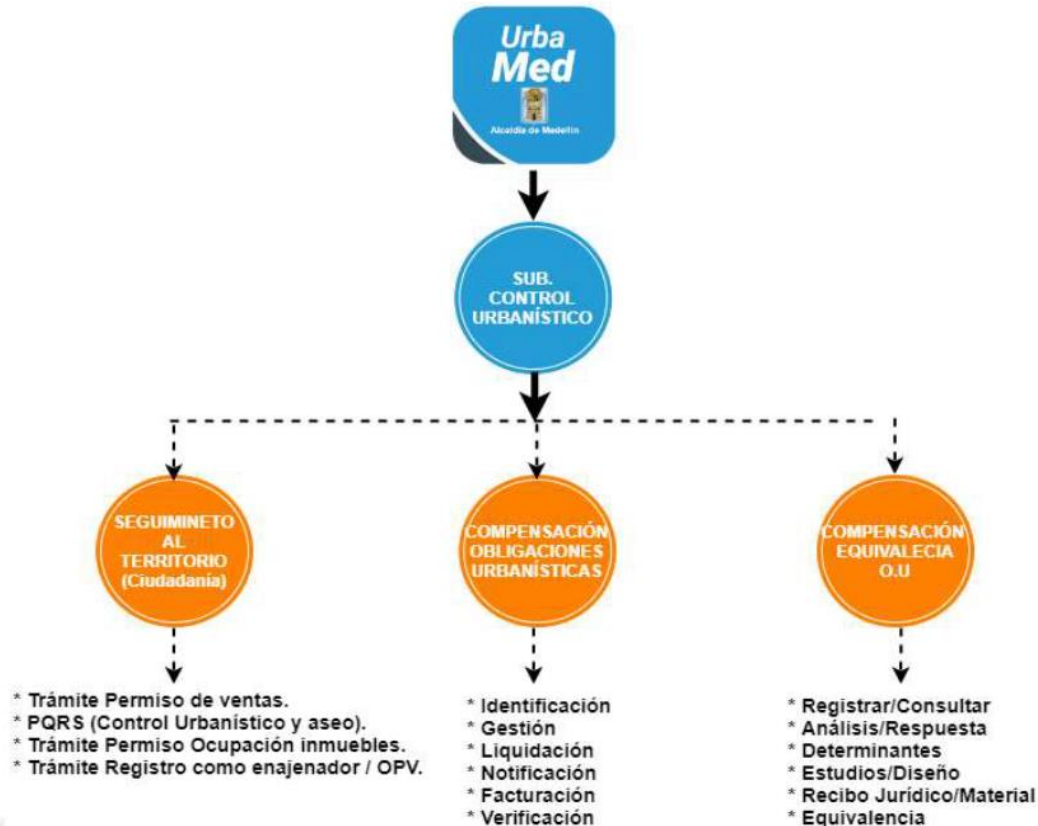 Urba
Med
Alcaldía de Medellín
SUB.
CONTROL
URBANÍSTICO
SEGUIMINETO
AL
TERRITORIO
(Ciudadanía)
COMPENSACIÓN
OBLIGACIONES
URBANÍSTICAS
COMPENSACIÓN
EQUIVALECIA
O.U
* Trámite Permiso de ventas.
* PQRS (Control Urbanístico y aseo).
* Trámite Permiso Ocupación inmuebles.
* Trámite Registro como enajenador / OPV.
* Identificación
* Gestión
* Liquidación
* Notificación
* Facturación
* Verificación
* Registrar/Consultar
* Análisis/Respuesta
* Determinantes
* Estudios/Diseño
* Recibo Jurídico/Material
* Equivalencia